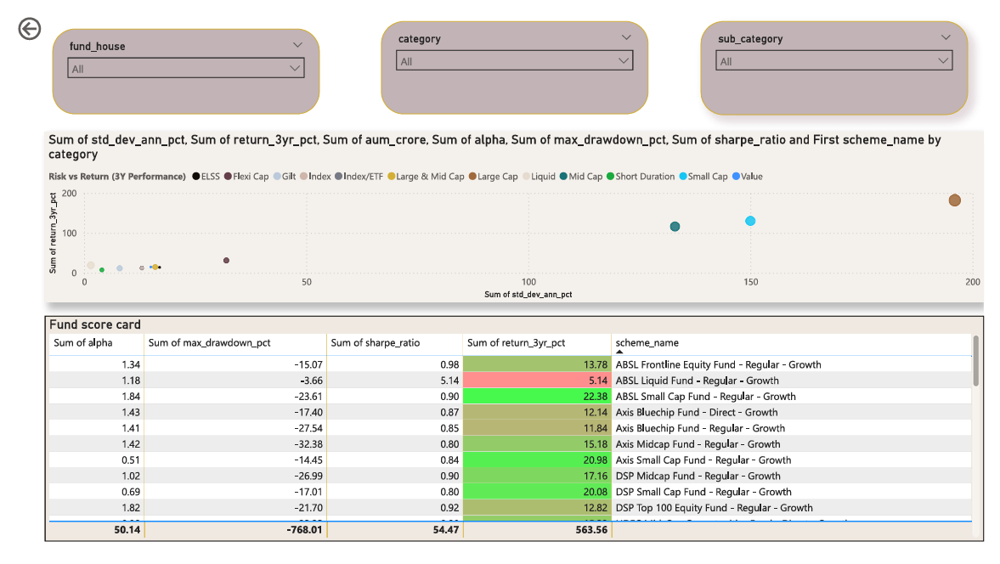 fund_house
All
category
All
sub_category
All
Sum of std_dev_ann_pct, Sum of return_3yr_pct, Sum of aum_crore, Sum of alpha, Sum of max_drawdown_pct, Sum of sharpe_ratio and First scheme_name by
category
Risk vs Return (3Y Performance) ELSS Flexi Cap Gilt Index Index/ETF Large & Mid Cap Large Cap Liquid Mid Cap Short Duration Small Cap Value
Sum of return_3yr_pct
200
100
0
0 50 100 150 200
Sum of std_dev_ann_pct
Fund score card
Sum of alpha Sum of max_drawdown_pct Sum of sharpe_ratio Sum of return_3yr_pct scheme_name
1.34 -15.07 0.98 13.78 ABSL Frontline Equity Fund - Regular - Growth
1.18 -3.66 5.14 5.14 ABSL Liquid Fund - Regular - Growth
1.84 -23.61 0.90 22.38 ABSL Small Cap Fund - Regular - Growth
1.43 -17.40 0.87 12.14 Axis Bluechip Fund - Direct - Growth
1.41 -27.54 0.85 11.84 Axis Bluechip Fund - Regular - Growth
1.42 -32.38 0.80 15.18 Axis Midcap Fund - Regular - Growth
0.51 -14.45 0.84 20.98 Axis Small Cap Fund - Regular - Growth
1.02 -26.99 0.90 17.16 DSP Midcap Fund - Regular - Growth
0.69 -17.01 0.80 20.08 DSP Small Cap Fund - Regular - Growth
1.82 -21.70 0.92 12.82 DSP Top 100 Equity Fund - Regular - Growth
50.14 -768.01 54.47 563.56